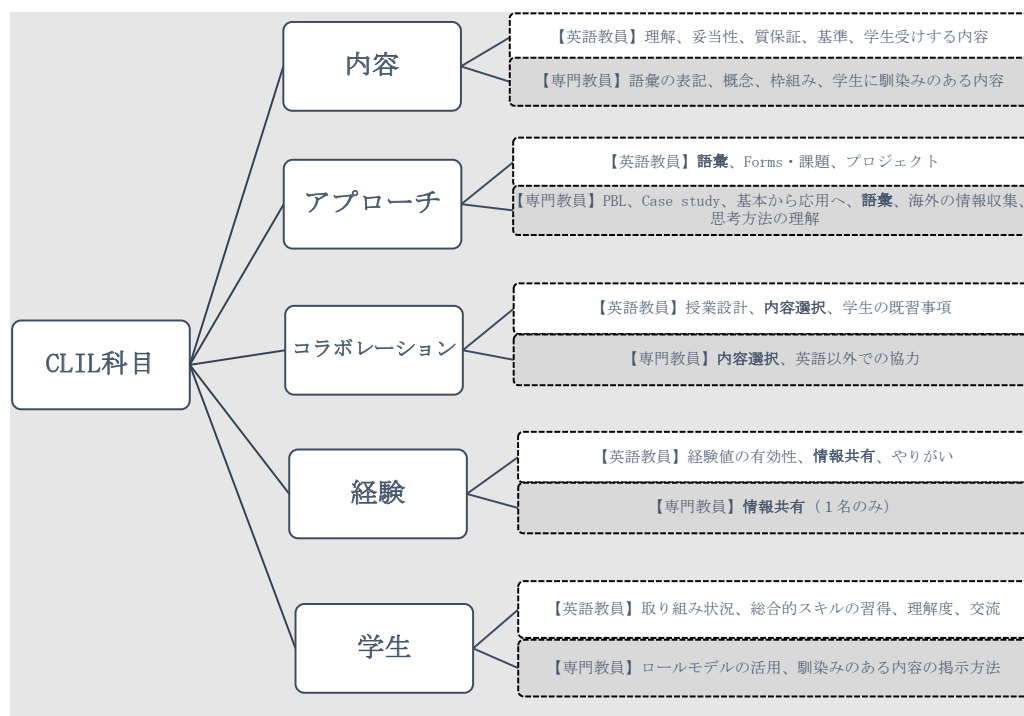 CLIL科目
内容
【英語教員】理解、妥当性、質保証、基準、学生受けする内容
【専門教員】語彙の表記、概念、枠組み、学生に馴染みのある内容
アプローチ
【英語教員】語彙、Forms・課題、プロジェクト
【専門教員】PBL、Case study、基本から応用へ、語彙、海外の情報収集、
思考方法の理解
コラボレーション
【英語教員】授業設計、内容選択、学生の既習事項
【専門教員】内容選択、英語以外での協力
経験
【英語教員】経験値の有効性、情報共有、やりがい
【専門教員】情報共有（１名のみ）
学生
【英語教員】取り組み状況、総合的スキルの習得、理解度、交流
【専門教員】ロールモデルの活用、馴染みのある内容の掲示方法